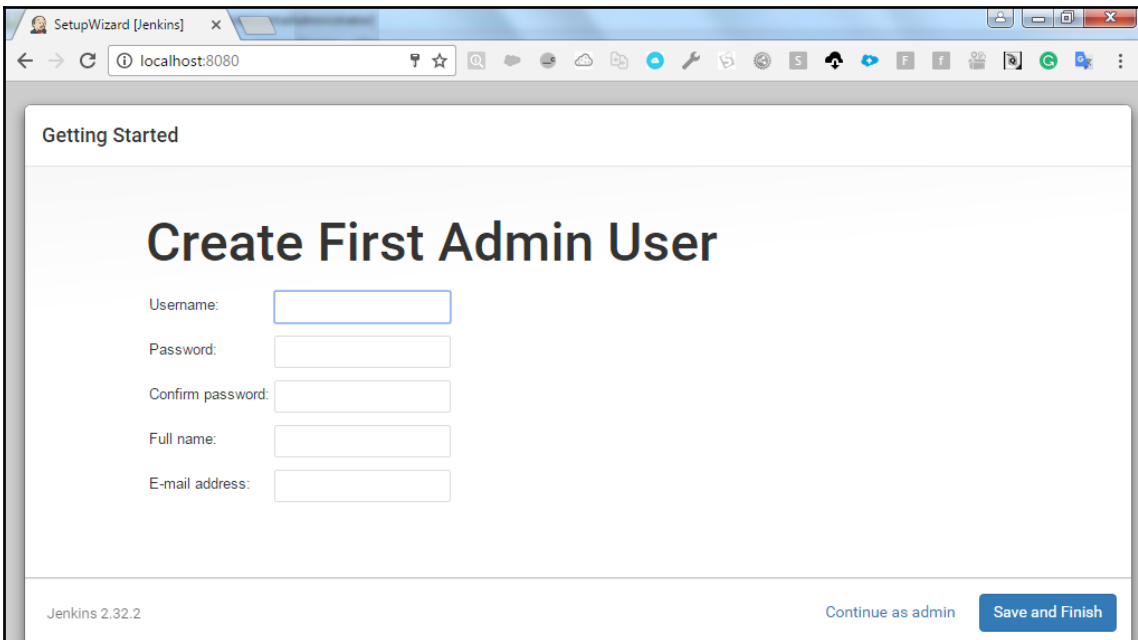 SetupWizard [Jenkins]
localhost:8080
Getting Started
Create First Admin User
Username:
Password:
Confirm password:
Full name:
E-mail address:
Jenkins 2.32.2
Continue as admin
Save and Finish